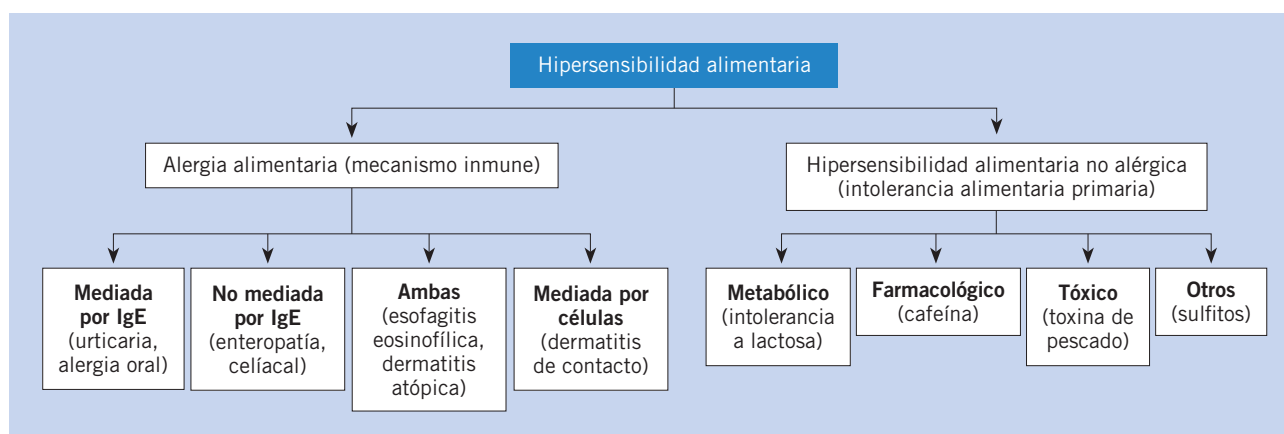 Hipersensibilidad alimentaria
Alergia alimentaria (mecanismo inmune)
Hipersensibilidad alimentaria no alérgica
(intolerancia alimentaria primaria)
Mediada
por IgE
(urticaria,
alergia oral)
No mediada
por IgE
(enteropatía,
celíacal)
Ambas
(esofagitis
eosinofílica,
dermatitis
atópica)
Mediada por
células
(dermatitis
de contacto)
Metabólico
(intolerancia
a lactosa)
Farmacológico
(cafeína)
Tóxico
(toxina de
pescado)
Otros
(sulfitos)